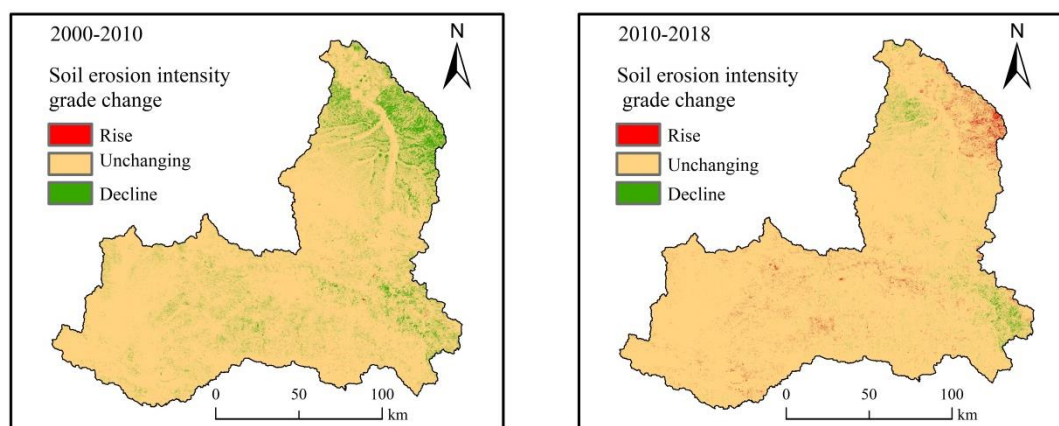 2000-2010
N
Soil erosion intensity
grade change
Rise
Unchanging
Decline
0 50 100
km
2010-2018
N
Soil erosion intensity
grade change
Rise
Unchanging
Decline
0 50 100
km